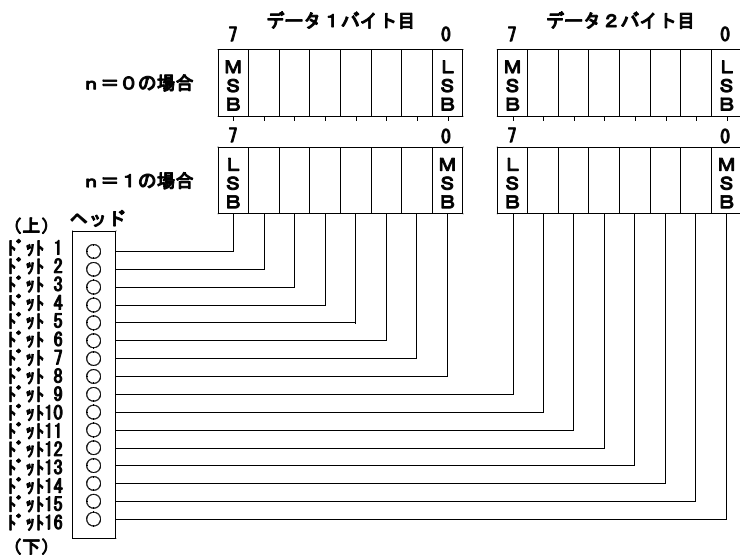 データ１バイト目 データ２バイト目
7 0 7 0
n＝０の場合 MSB LSB MSB LSB
7 0 7 0
n＝１の場合 LSB MSB LSB MSB
（上） ヘッド
ﾄﾞｯﾄ 1
ﾄﾞｯﾄ 2
ﾄﾞｯﾄ 3
ﾄﾞｯﾄ 4
ﾄﾞｯﾄ 5
ﾄﾞｯﾄ 6
ﾄﾞｯﾄ 7
ﾄﾞｯﾄ 8
ﾄﾞｯﾄ 9
ﾄﾞｯﾄ10
ﾄﾞｯﾄ11
ﾄﾞｯﾄ12
ﾄﾞｯﾄ13
ﾄﾞｯﾄ14
ﾄﾞｯﾄ15
ﾄﾞｯﾄ16
（下）